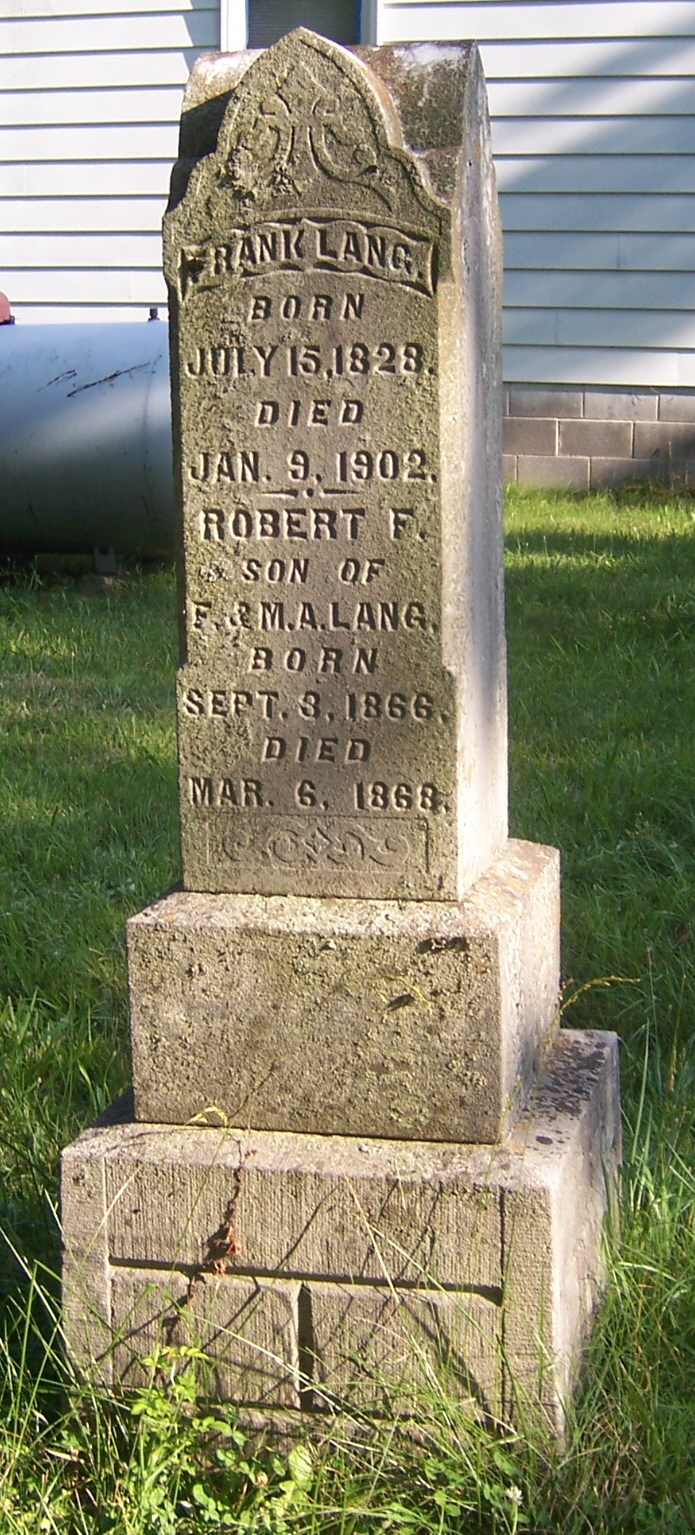 FRANK LANG.
BORN
JULY 15, 1828.
DIED
JAN. 9, 1902.
ROBERT F.
SON OF
F. & M. A. LANG.
BORN
SEPT. 3, 1866.
DIED
MAR. 6, 1868.